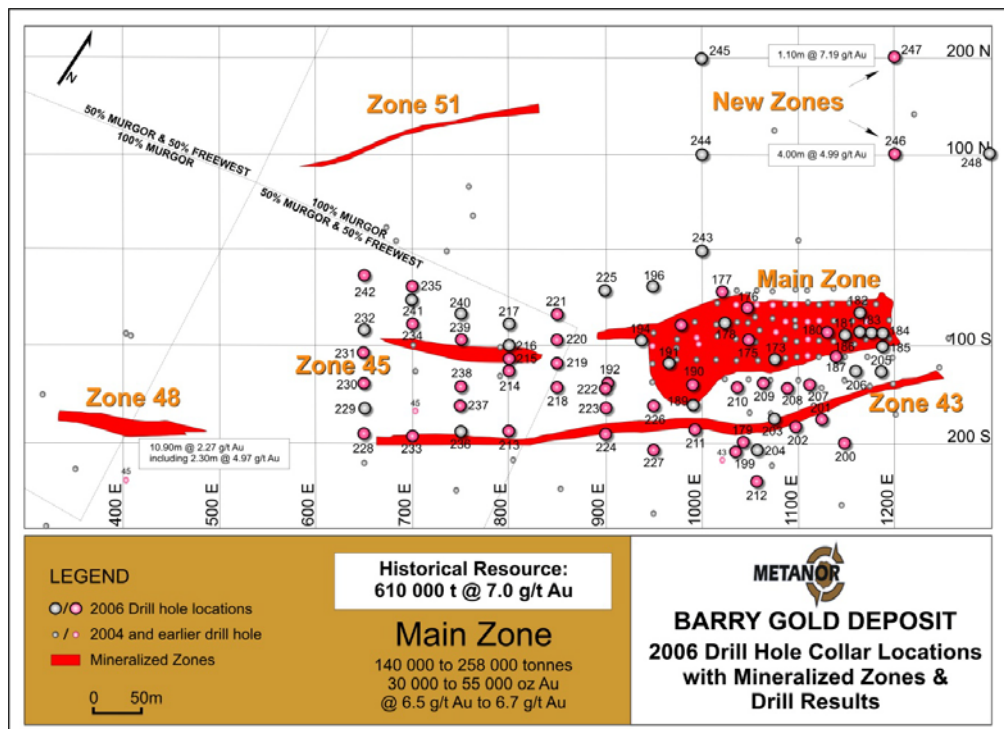 245
1.10m @ 7.19 g/t Au
247
200 N
N
Zone 51
New Zones
50% MURGOR & 50% FREEWEST
100% MURGOR
244
4.00m @ 4.99 g/t Au
246
100 N
248
100% MURGOR
50% MURGOR & 50% FREEWEST
243
242
235
225
196
177
Main Zone
241
240
217
221
176
182
232
234
239
216
220
194
178
180
181
183
184
100 S
231
Zone 45
215
219
191
175
173
186
185
230
238
214
218
192
222
190
187
206
205
Zone 48
229
45
237
223
226
189
210
209
208
207
Zone 43
10.90m @ 2.27 g/t Au
including 2.30m @ 4.97 g/t Au
228
233
236
213
224
227
211
179
203
202
201
200
200 S
45
43
199
204
212
400 E
500 E
600 E
700 E
800 E
900 E
1000 E
1100 E
1200 E
LEGEND
2006 Drill hole locations
2004 and earlier drill hole
Mineralized Zones
0 50m
Historical Resource:
610 000 t @ 7.0 g/t Au
Main Zone
140 000 to 258 000 tonnes
30 000 to 55 000 oz Au
@ 6.5 g/t Au to 6.7 g/t Au
METANOR
BARRY GOLD DEPOSIT
2006 Drill Hole Collar Locations
with Mineralized Zones &
Drill Results